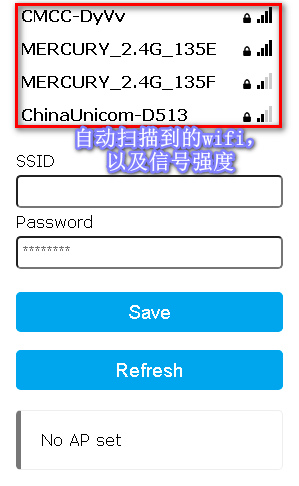 CMCC-DyVv
MERCURY_2.4G_135E
MERCURY_2.4G_135F
ChinaUnicom-D513
自动扫描到的wifi,
以及信号强度
SSID
Password
********
Save
Refresh
No AP set